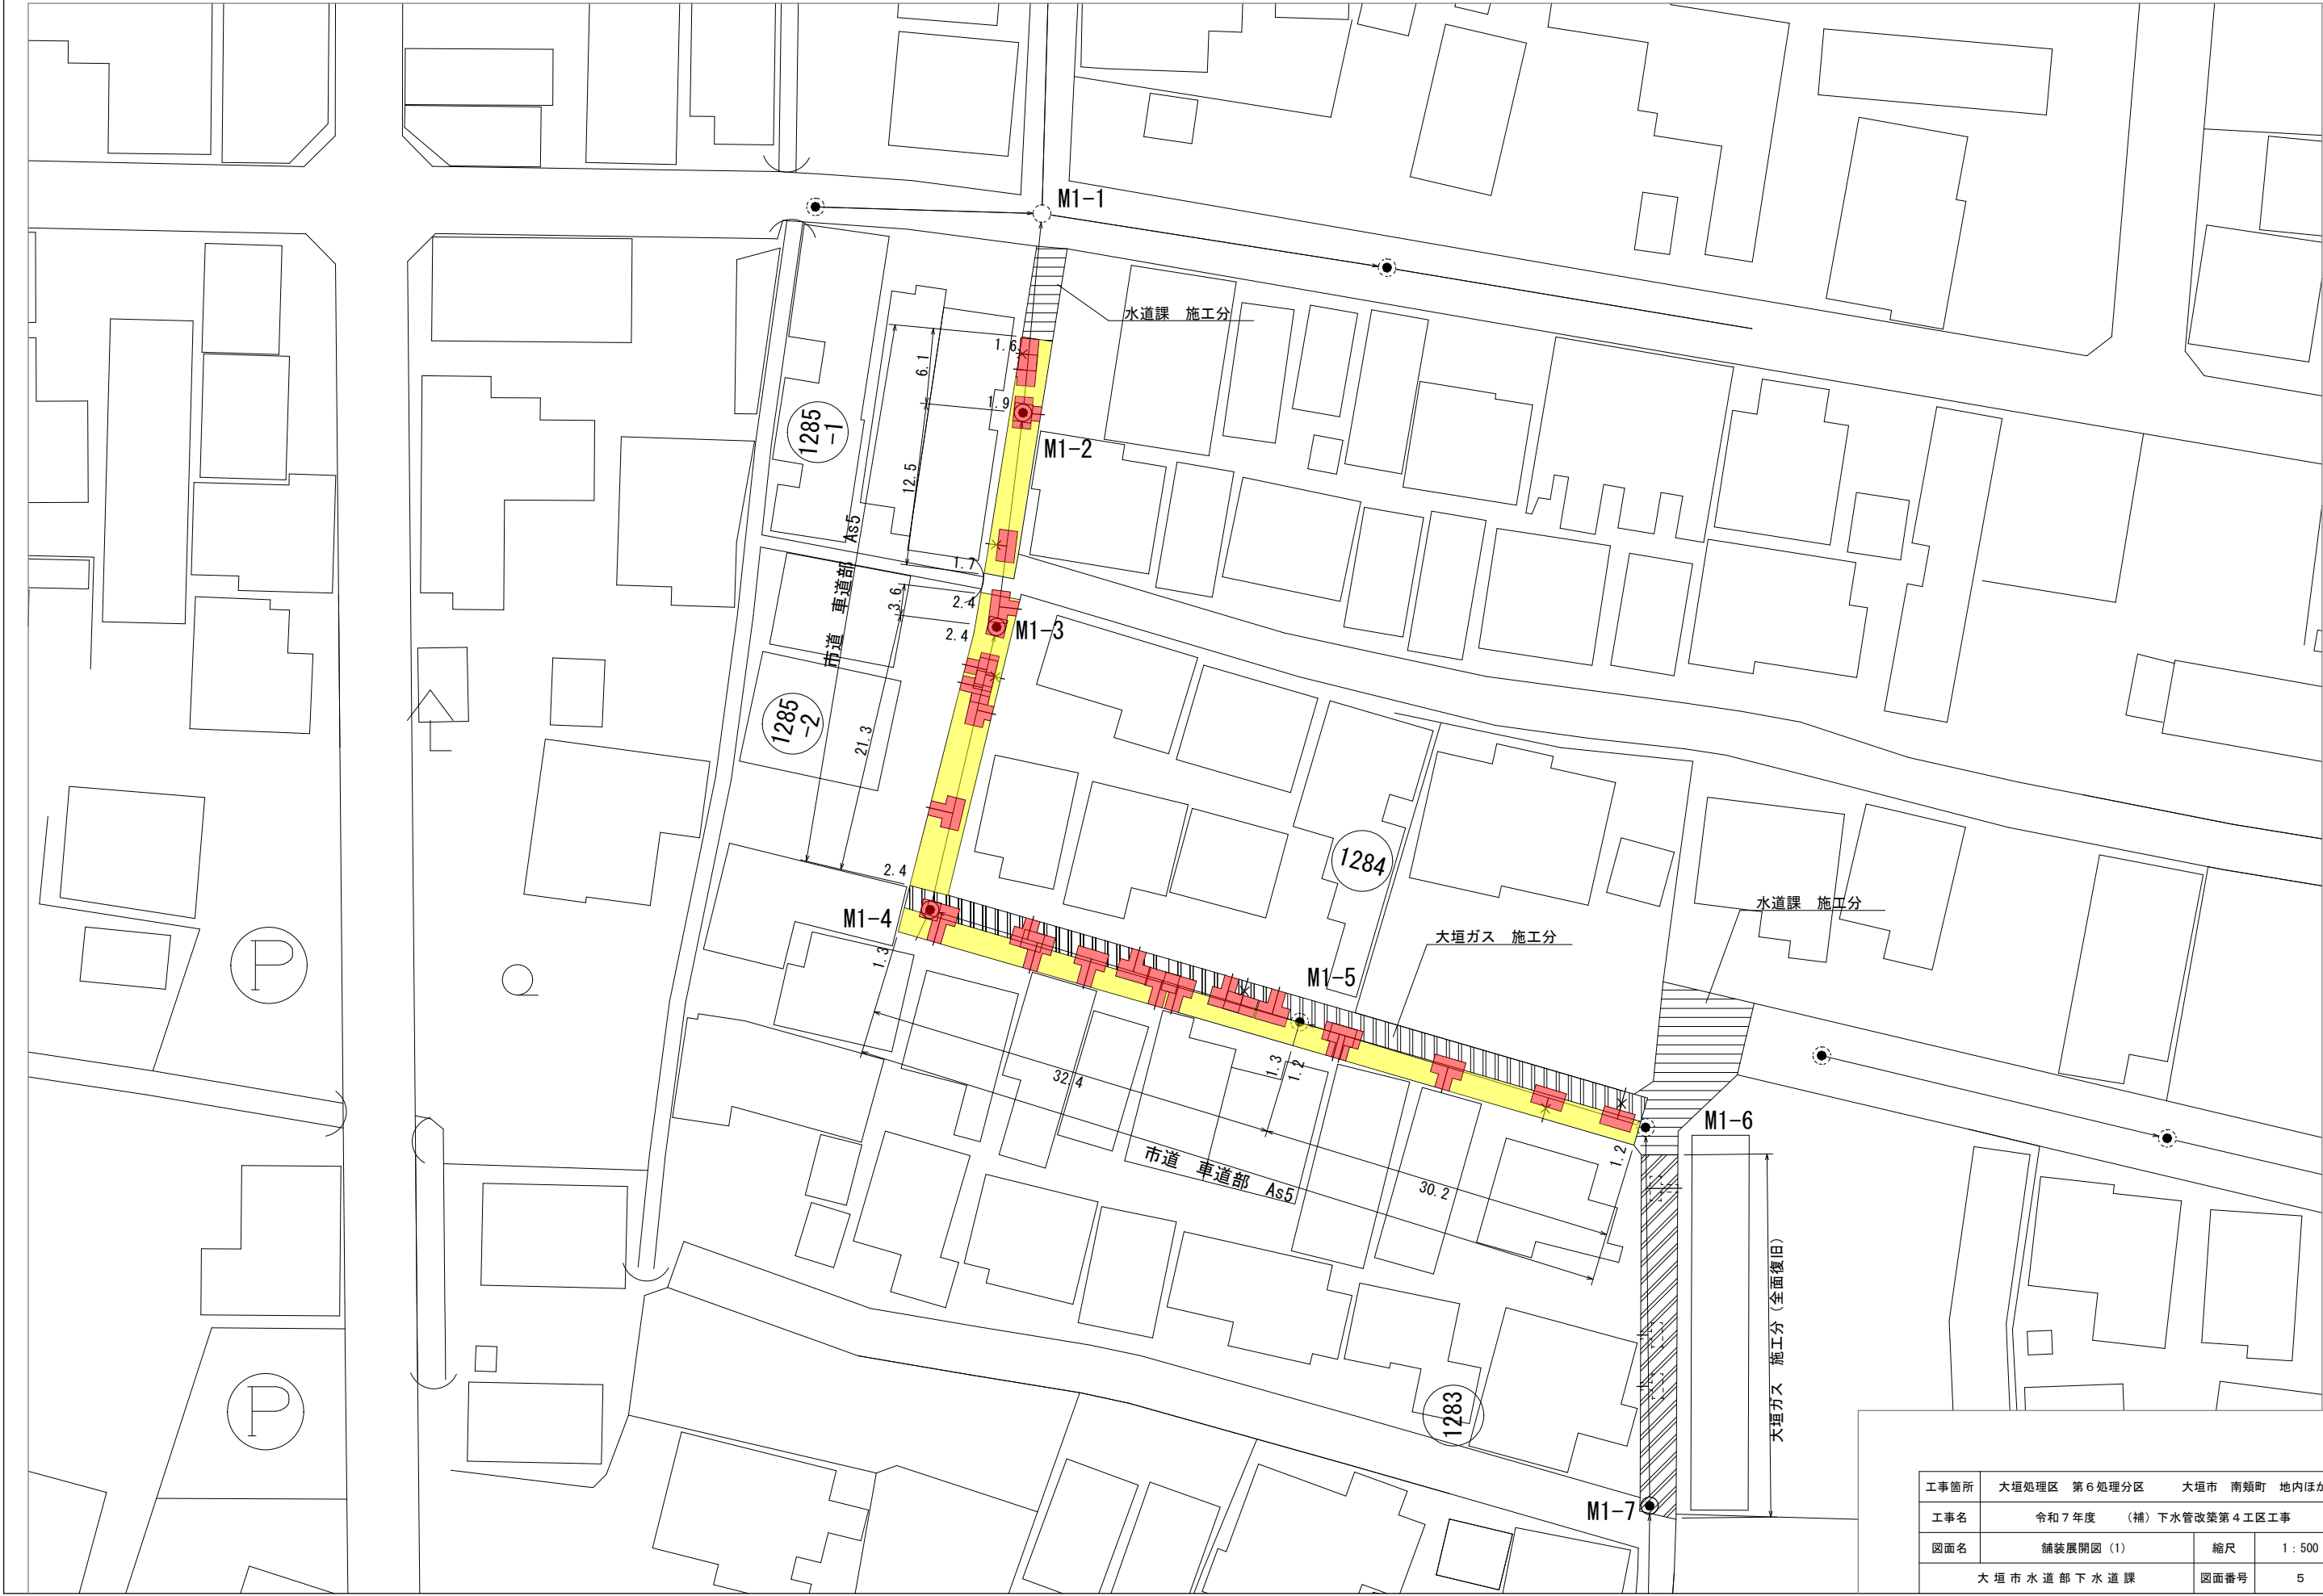 M1-1
水道課　施工分
1.6
6.1
1.9
1285
-1
M1-2
12.5
市道　車道部　As5
1.7
3.6
2.4
2.4
M1-3
1285
-2
21.3
2.4
1284
M1-4
水道課　施工分
大垣ガス　施工分
P
1.3
M1-5
1.3
1.2
32.4
M1-6
1.2
市道　車道部　As5
30.2
大垣ガス　施工分（全面復旧）
P
1283
M1-7
工事箇所　大垣処理区　第６処理分区　大垣市　南頬町　地内ほか
工事名　令和７年度　（補）下水管改築第４工区工事
図面名　舗装展開図（1）　縮尺　1：500
大垣市水道部下水道課　図面番号　5